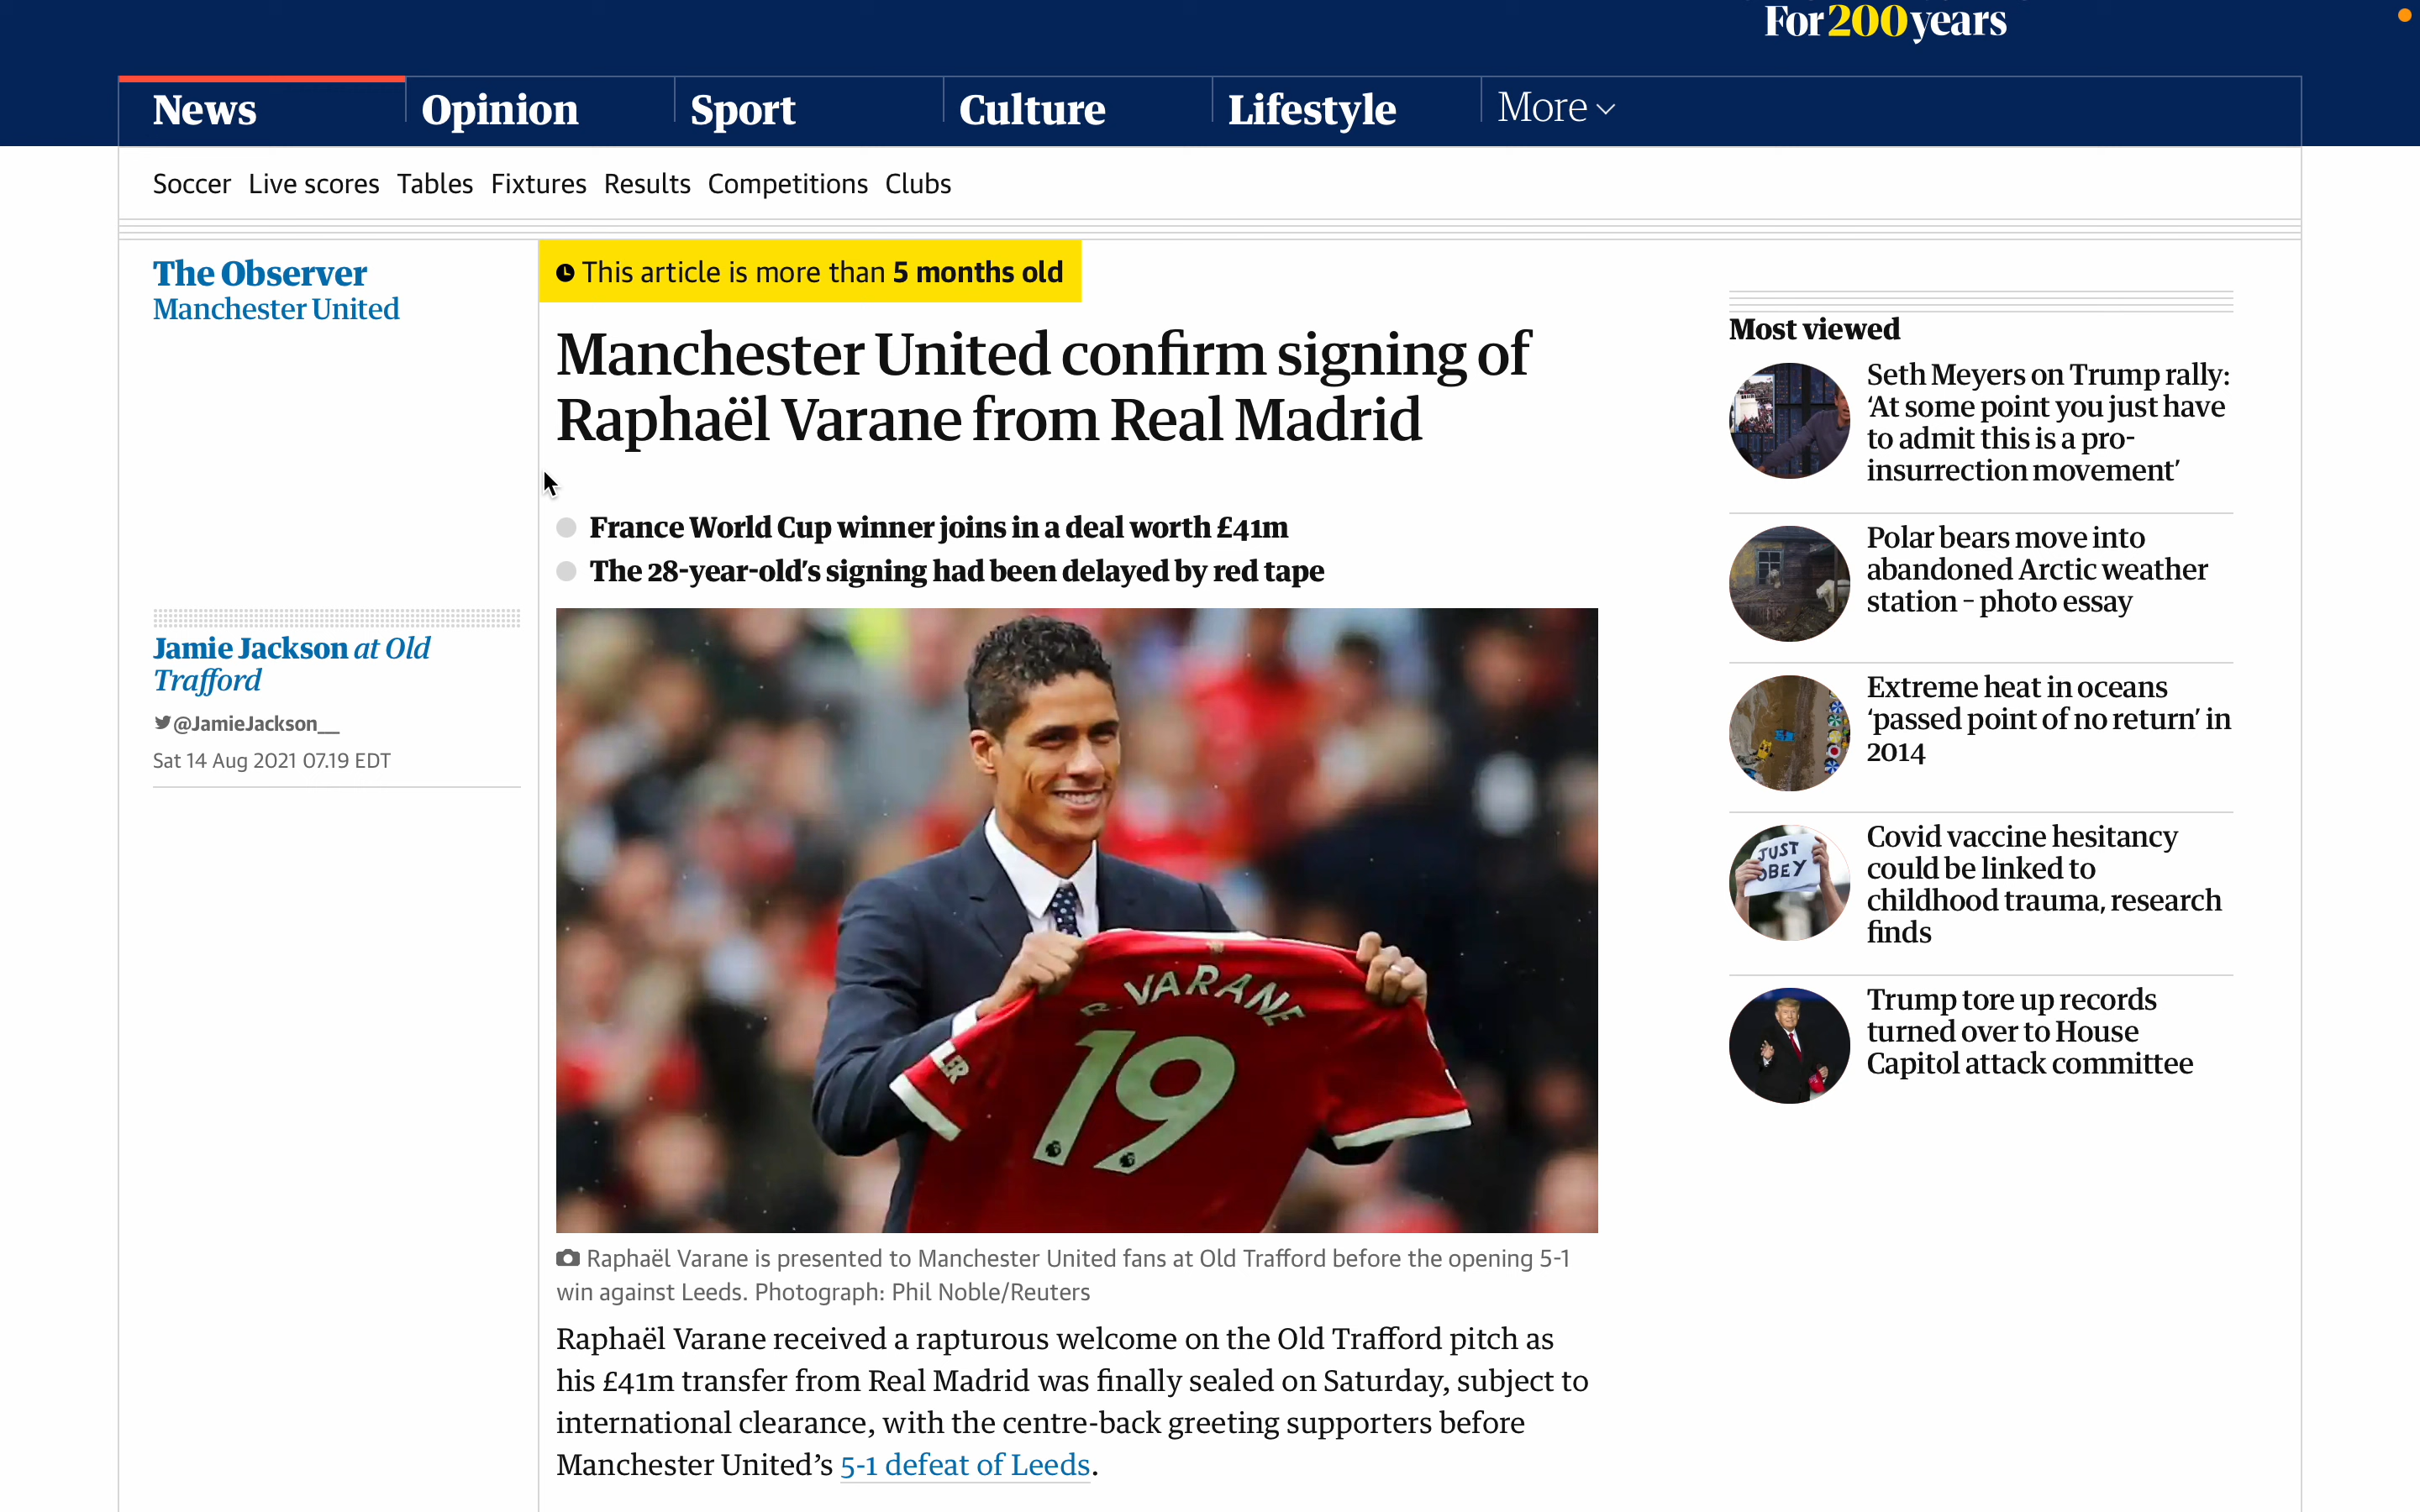 For 200 years
News
Opinion
Sport
Culture
Lifestyle
More
Soccer Live scores Tables Fixtures Results Competitions Clubs
The Observer
Manchester United
This article is more than 5 months old
Manchester United confirm signing of
Raphaël Varane from Real Madrid
France World Cup winner joins in a deal worth £41m
The 28-year-old’s signing had been delayed by red tape
Jamie Jackson at Old
Trafford
@JamieJackson__
Sat 14 Aug 2021 07.19 EDT
R. VARANE
19
Raphaël Varane is presented to Manchester United fans at Old Trafford before the opening 5-1
win against Leeds. Photograph: Phil Noble/Reuters
Raphaël Varane received a rapturous welcome on the Old Trafford pitch as
his £41m transfer from Real Madrid was finally sealed on Saturday, subject to
international clearance, with the centre-back greeting supporters before
Manchester United’s 5-1 defeat of Leeds.
Most viewed
Seth Meyers on Trump rally:
‘At some point you just have
to admit this is a pro-
insurrection movement’
Polar bears move into
abandoned Arctic weather
station – photo essay
Extreme heat in oceans
‘passed point of no return’ in
2014
JUST
OBEY
Covid vaccine hesitancy
could be linked to
childhood trauma, research
finds
Trump tore up records
turned over to House
Capitol attack committee